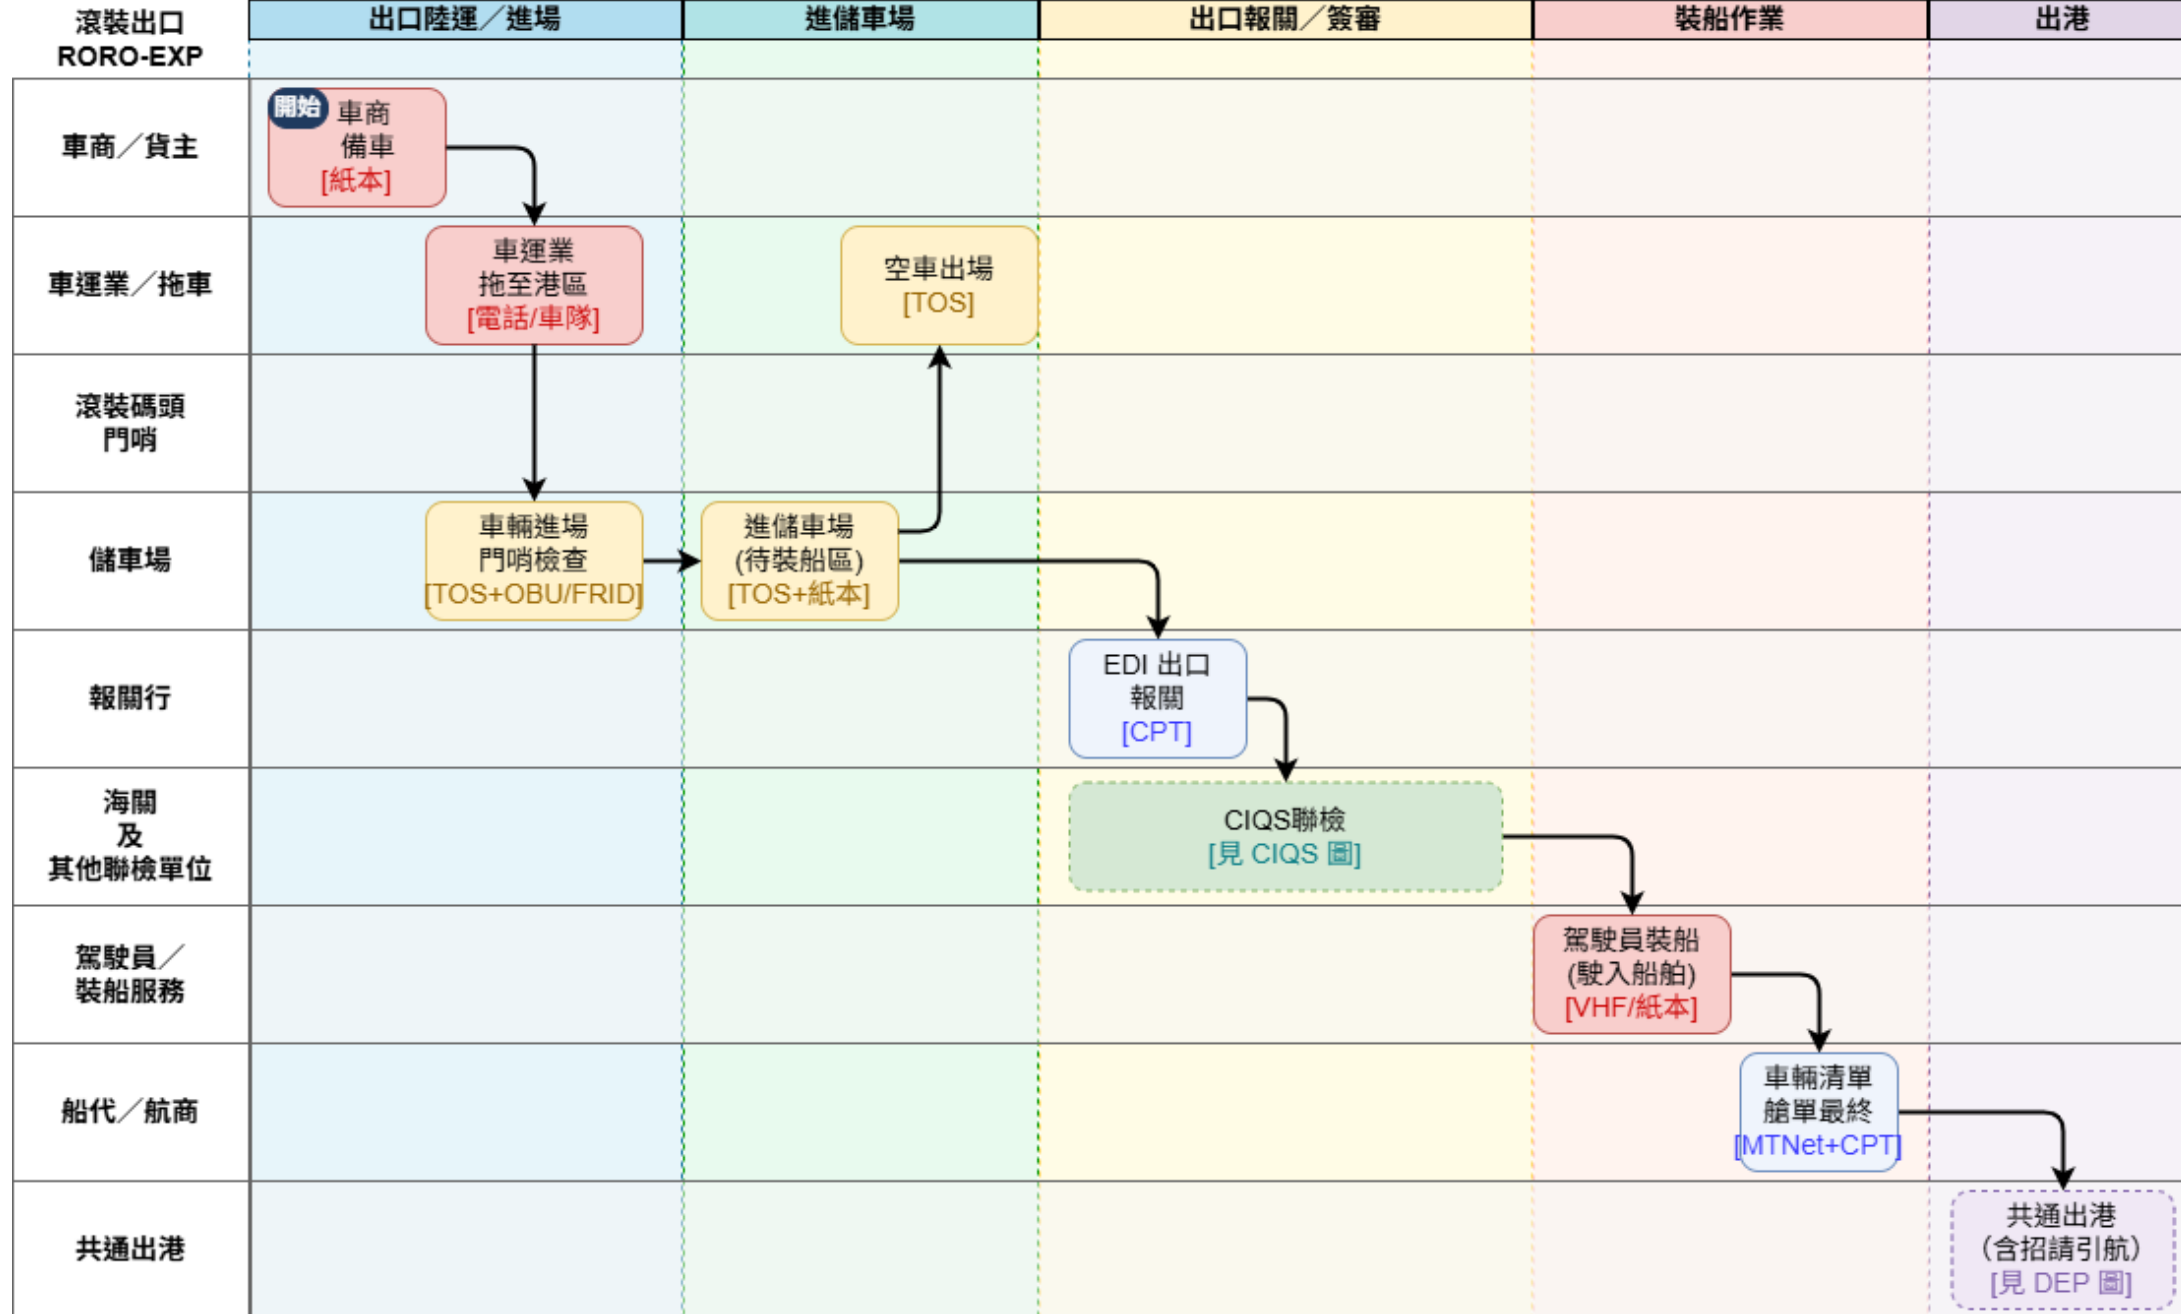 滾裝出口
RORO-EXP
出口陸運／進場
進儲車場
出口報關／簽審
裝船作業
出港
車商／貨主
開始
車商
備車
[紙本]
車運業／拖車
車運業
拖至港區
[電話/車隊]
空車出場
[TOS]
滾裝碼頭
門哨
儲車場
車輛進場
門哨檢查
[TOS+OBU/FRID]
進儲車場
(待裝船區)
[TOS+紙本]
報關行
EDI 出口
報關
[CPT]
海關
及
其他聯檢單位
CIQS聯檢
[見 CIQS 圖]
駕駛員／
裝船服務
駕駛員裝船
(駛入船舶)
[VHF/紙本]
船代／航商
車輛清單
艙單最終
[MTNet+CPT]
共通出港
共通出港
（含招請引航）
[見 DEP 圖]